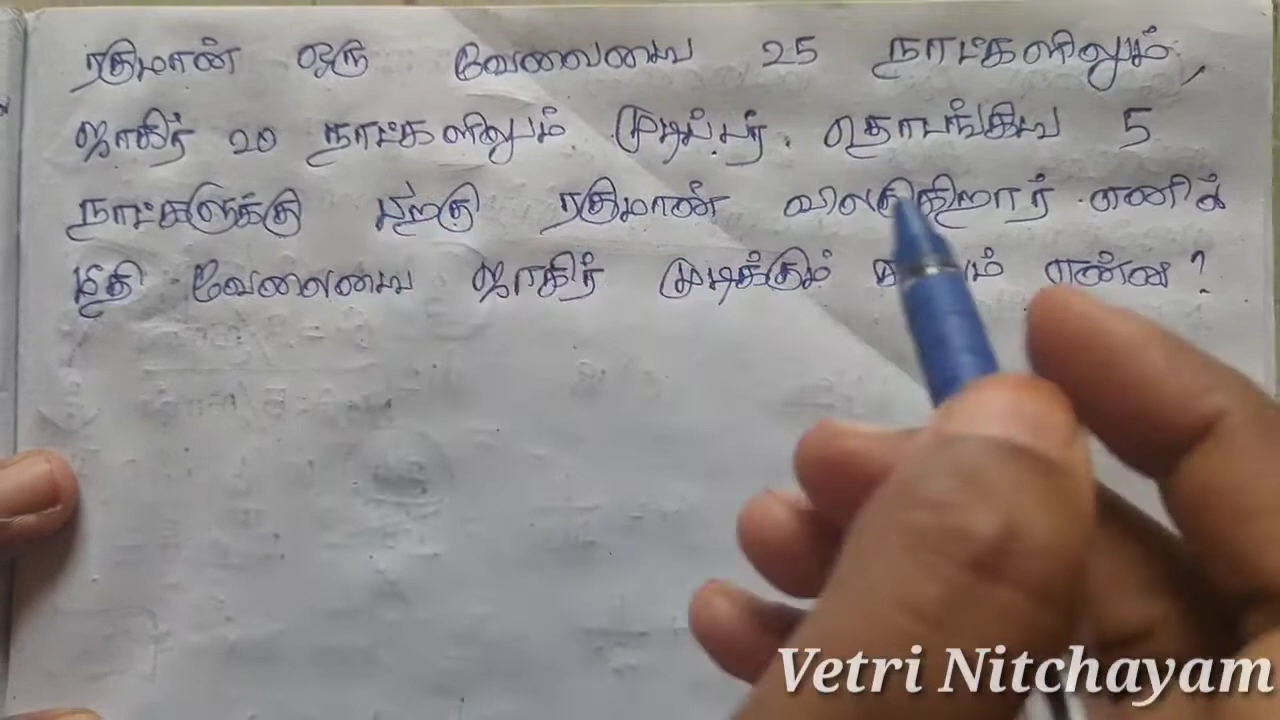 ரகுமான் ஒரு வேலையை 25 நாட்களிலும்,
ஜாகிர் 20 நாட்களிலும் முடிப்பர். தொடங்கிய 5
நாட்களுக்கு பிறகு ரகுமான் விலகுகிறார் எனில்
மீதி வேலையை ஜாகிர் முடிக்கும் என்ன?
Vetri Nitchayam